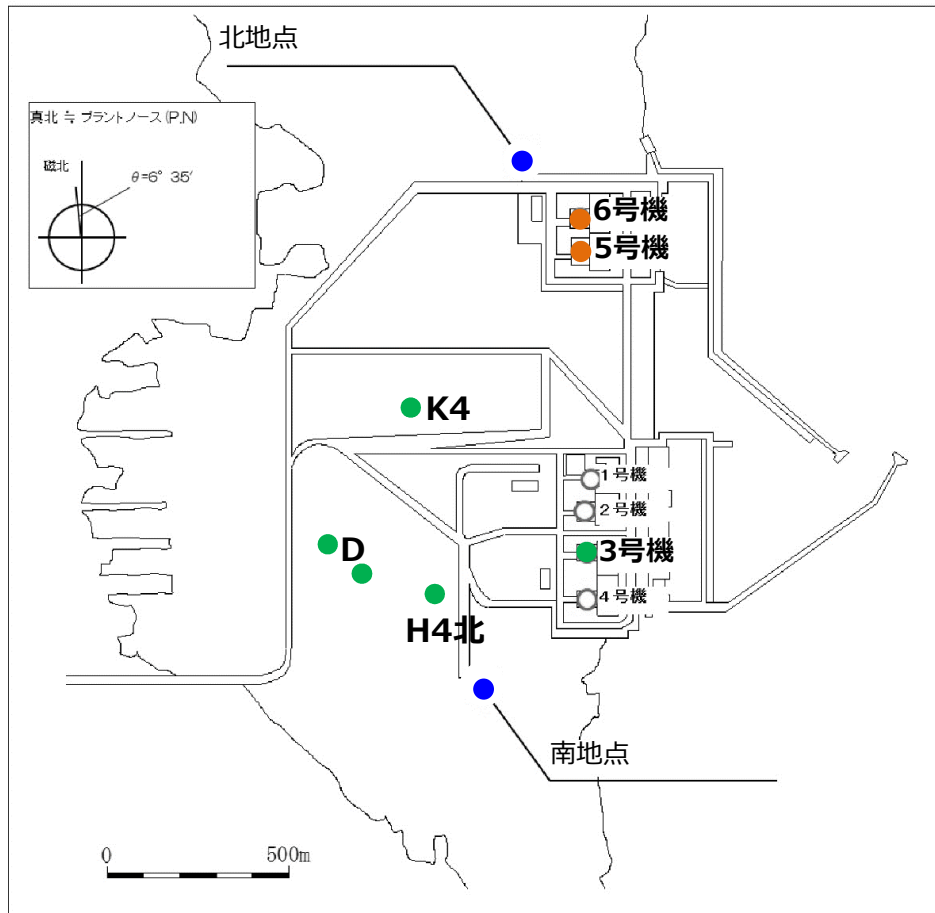 北地点
真北 ≒ プラントノース (P.N)
磁北
θ=6° 35′
6号機
5号機
K4
1号機
2号機
D
3号機
4号機
H4北
南地点
0 500m